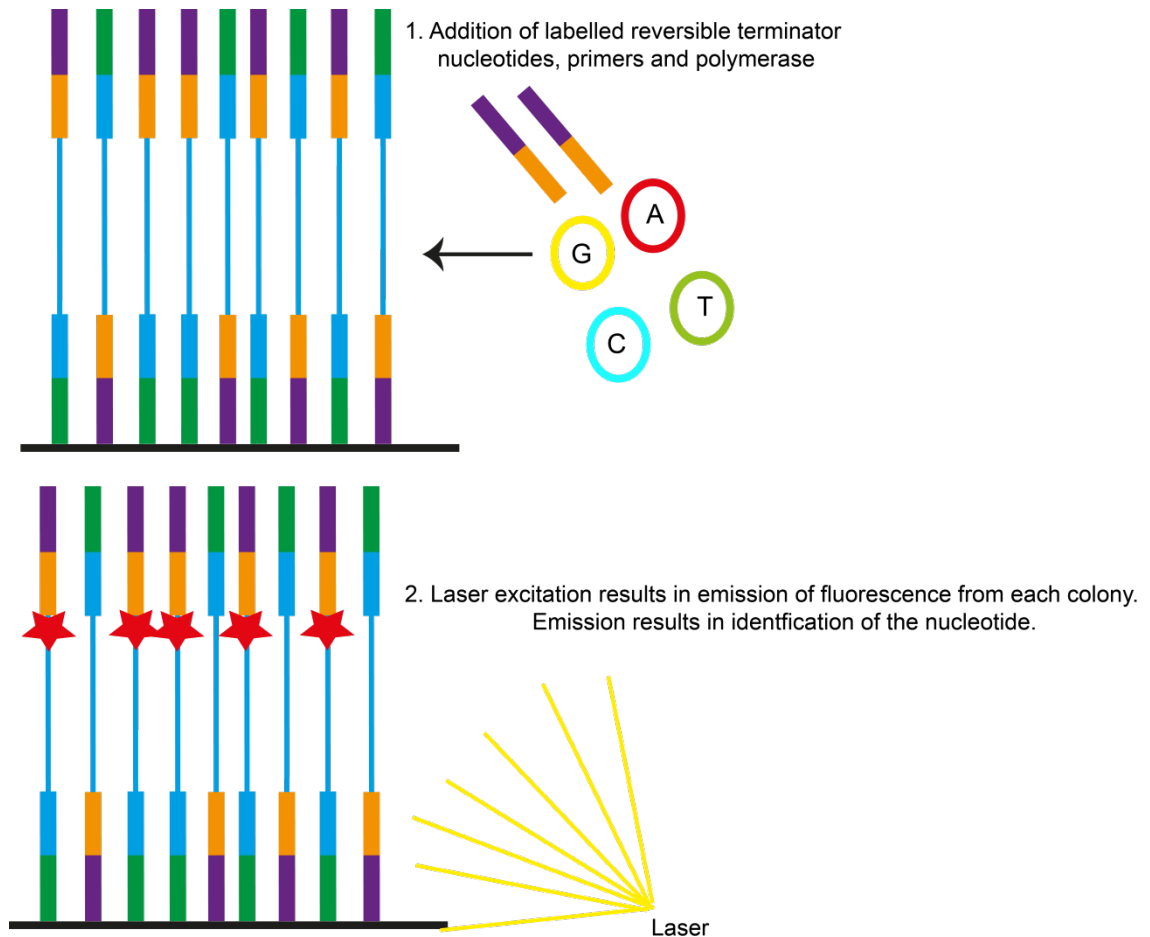 1. Addition of labelled reversible terminator
nucleotides, primers and polymerase
A
G
T
C
2. Laser excitation results in emission of fluorescence from each colony.
Emission results in identfication of the nucleotide.
Laser